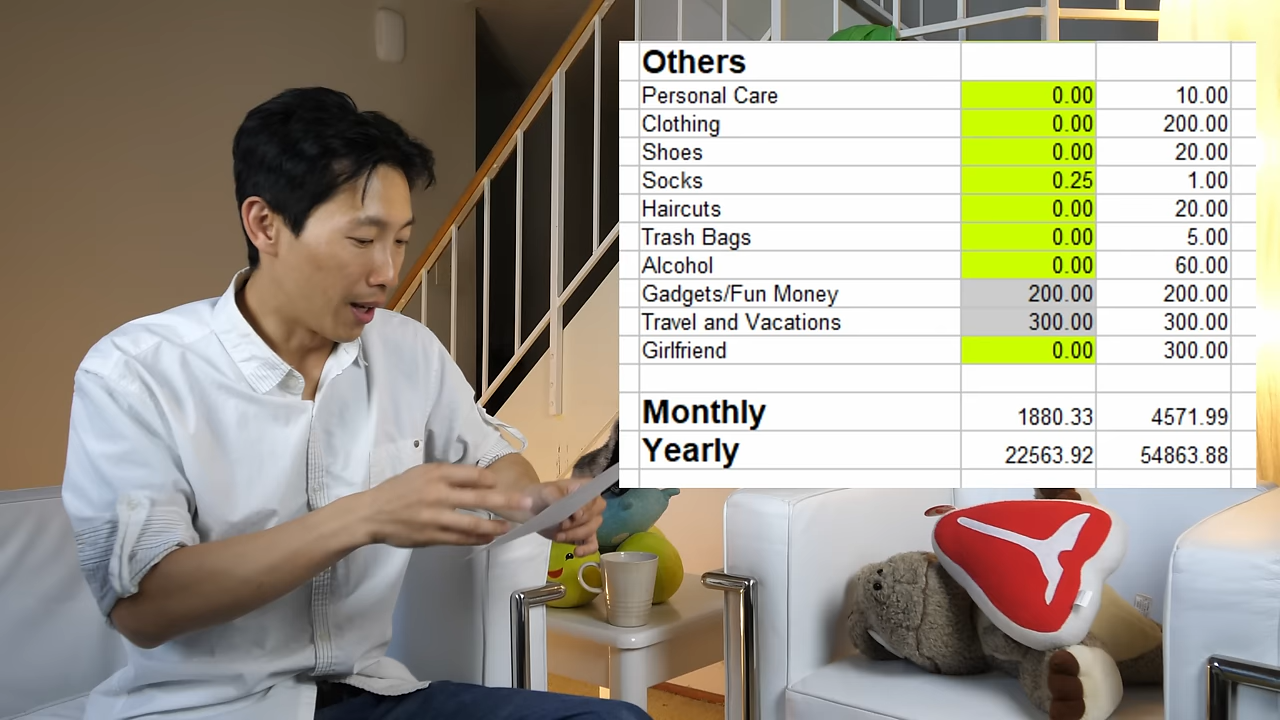 Others
Personal Care 0.00 10.00
Clothing 0.00 200.00
Shoes 0.00 20.00
Socks 0.25 1.00
Haircuts 0.00 20.00
Trash Bags 0.00 5.00
Alcohol 0.00 60.00
Gadgets/Fun Money 200.00 200.00
Travel and Vacations 300.00 300.00
Girlfriend 0.00 300.00
Monthly 1880.33 4571.99
Yearly 22563.92 54863.88